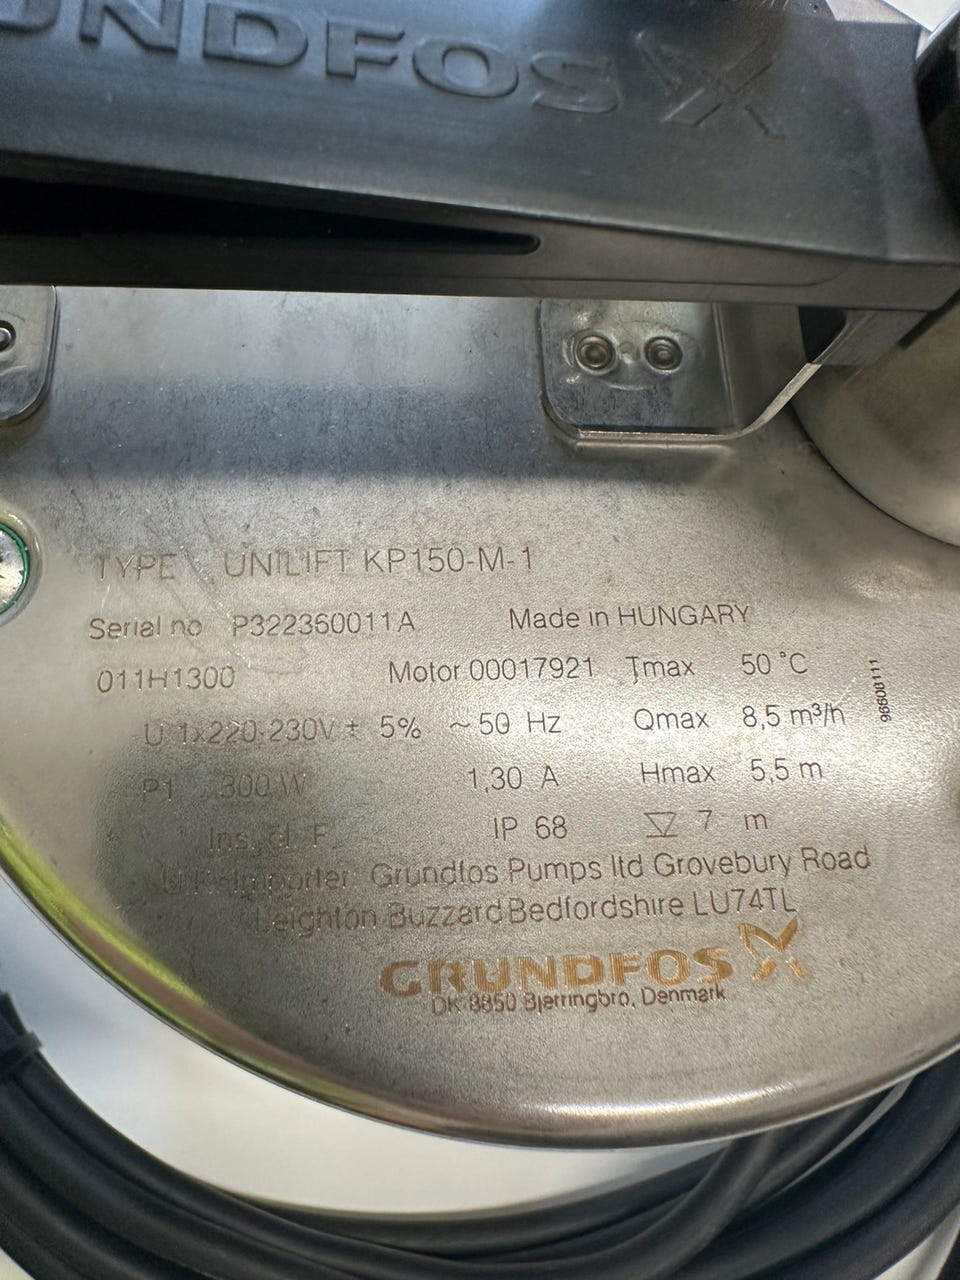 UNDFOS
TYPE UNILIFT KP150-M-1
Serial no P322360011A Made in HUNGARY
011H1300 Motor 00017921 Tmax 50 °C
U 1x220-230V ± 5% ~ 50 Hz Qmax 8,5 m³/h
P1 300 W 1,30 A Hmax 5,5 m
Ins. cl. F IP 68 7 m
U.K. Importer: Grundfos Pumps ltd Grovebury Road
Leighton Buzzard Bedfordshire LU74TL
GRUNDFOS
DK-8850 Bjerringbro, Denmark
96608111